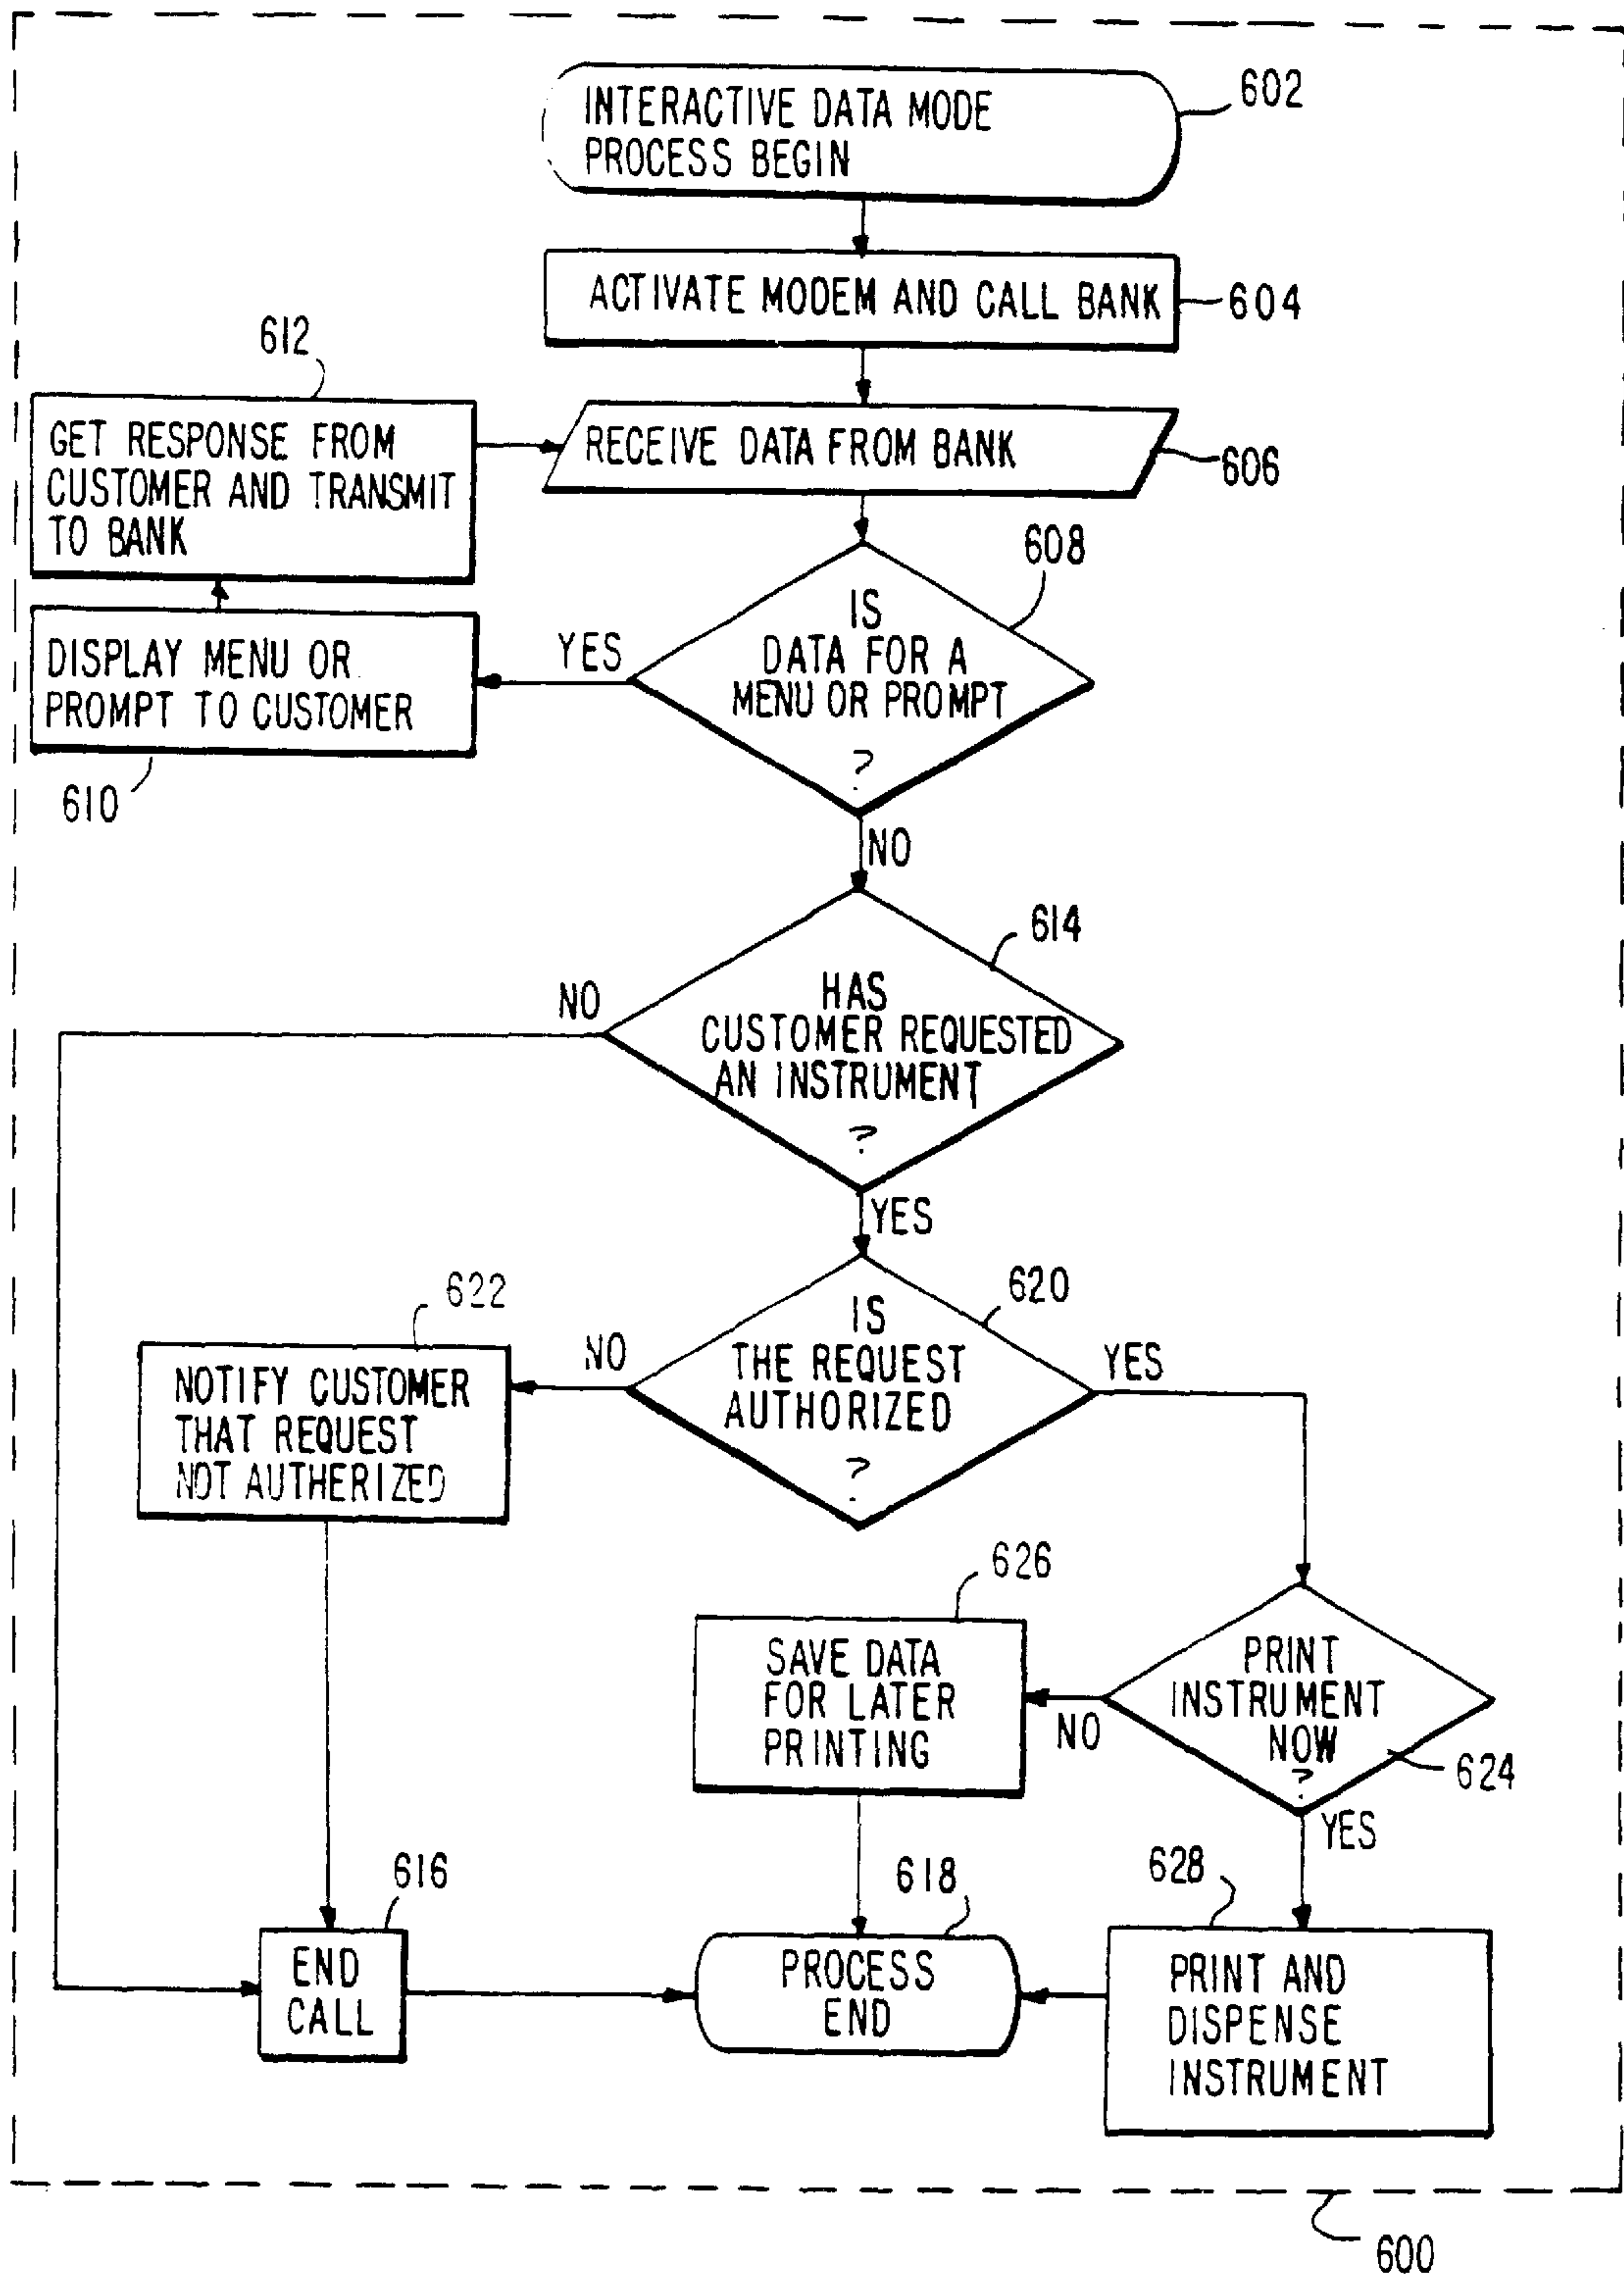 INTERACTIVE DATA MODE
PROCESS BEGIN
602
ACTIVATE MODEM AND CALL BANK
604
612
GET RESPONSE FROM
CUSTOMER AND TRANSMIT
TO BANK
RECEIVE DATA FROM BANK
606
608
IS
DATA FOR A
MENU OR PROMPT
?
YES
DISPLAY MENU OR
PROMPT TO CUSTOMER
610
NO
614
HAS
CUSTOMER REQUESTED
AN INSTRUMENT
?
NO
YES
620
IS
THE REQUEST
AUTHORIZED
?
NO
YES
622
NOTIFY CUSTOMER
THAT REQUEST
NOT AUTHERIZED
626
SAVE DATA
FOR LATER
PRINTING
PRINT
INSTRUMENT
NOW
?
NO
624
YES
616
END
CALL
618
PROCESS
END
628
PRINT AND
DISPENSE
INSTRUMENT
600